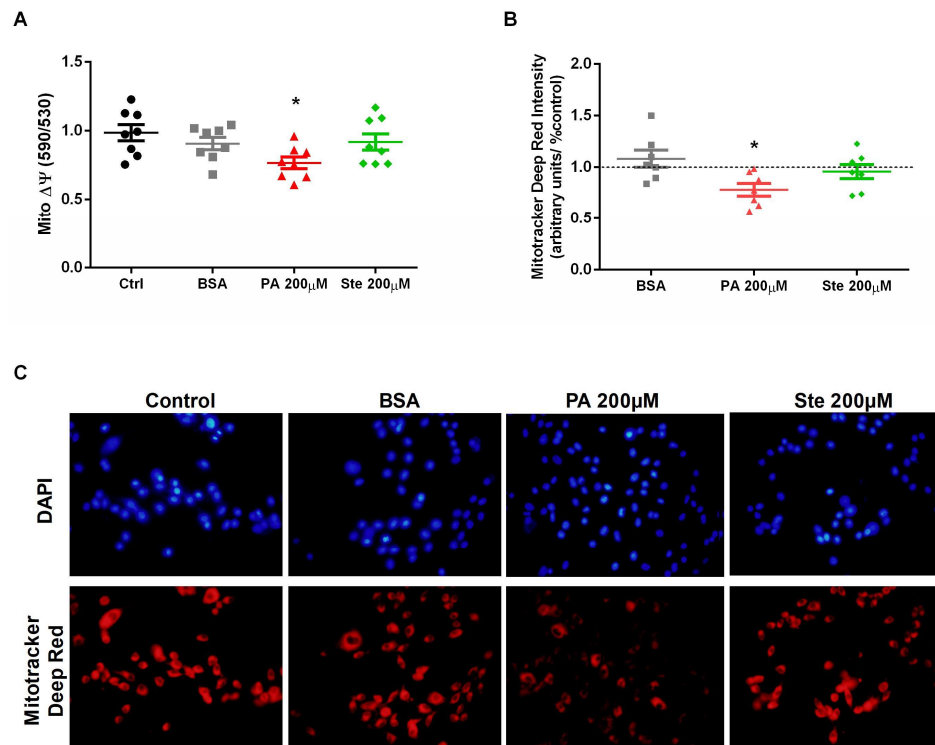 A
Mito ΔΨ (590/530)
1.5
1.0
0.5
0.0
*
Ctrl
BSA
PA 200μM
Ste 200μM
B
Mitotracker Deep Red Intensity
(arbitrary units/ %control)
2.0
1.5
1.0
0.5
0.0
*
BSA
PA 200μM
Ste 200μM
C
Control
BSA
PA 200µM
Ste 200µM
DAPI
Mitotracker
Deep Red